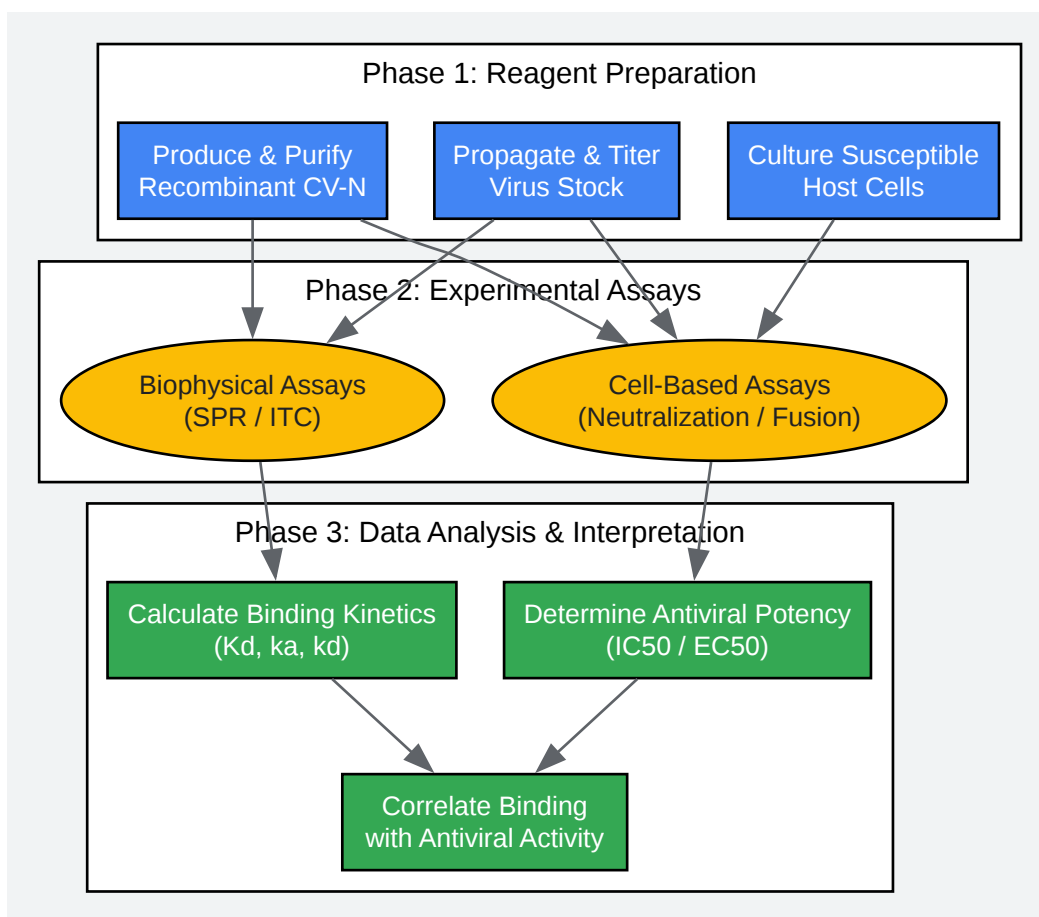 Phase 1: Reagent Preparation
Produce & Purify
Recombinant CV-N
Propagate & Titer
Virus Stock
Culture Susceptible
Host Cells
Phase 2: Experimental Assays
Biophysical Assays
(SPR / ITC)
Cell-Based Assays
(Neutralization / Fusion)
Phase 3: Data Analysis & Interpretation
Calculate Binding Kinetics
(Kd, ka, kd)
Determine Antiviral Potency
(IC50 / EC50)
Correlate Binding
with Antiviral Activity